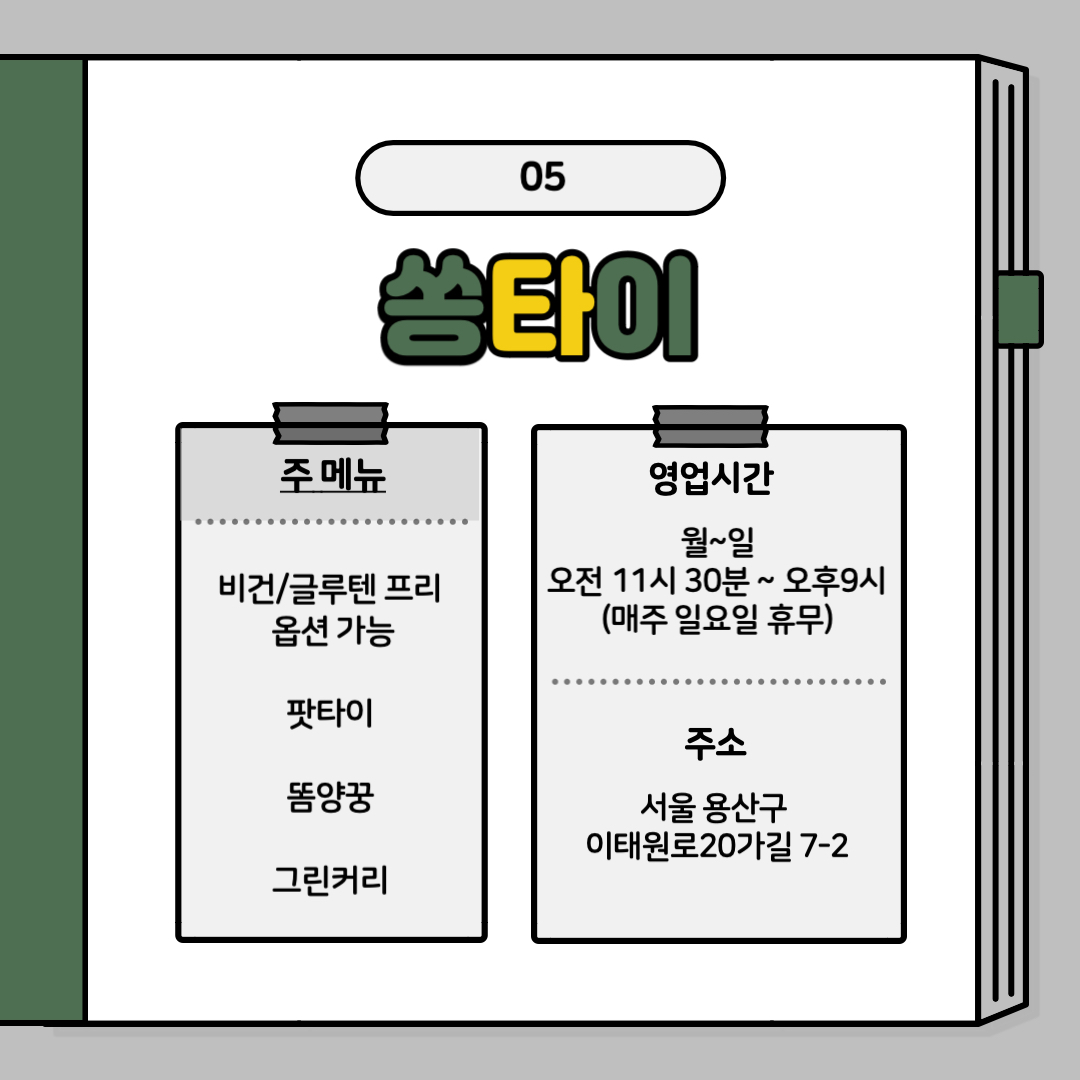 05
쏭타이
주 메뉴
비건/글루텐 프리
옵션 가능
팟타이
똠양꿍
그린커리
영업시간
월~일
오전 11시 30분 ~ 오후9시
(매주 일요일 휴무)
주소
서울 용산구
이태원로20가길 7-2